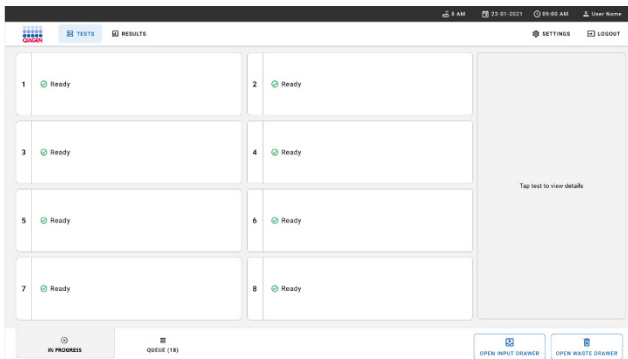 8 AM 22-01-2021 09:00 AM User Name
QIAGEN TESTS RESULTS SETTINGS LOGOUT
1 Ready
2 Ready
3 Ready
4 Ready
Tap test to view details
5 Ready
6 Ready
7 Ready
8 Ready
IN PROGRESS
QUEUE (18)
OPEN INPUT DRAWER
OPEN WASTE DRAWER